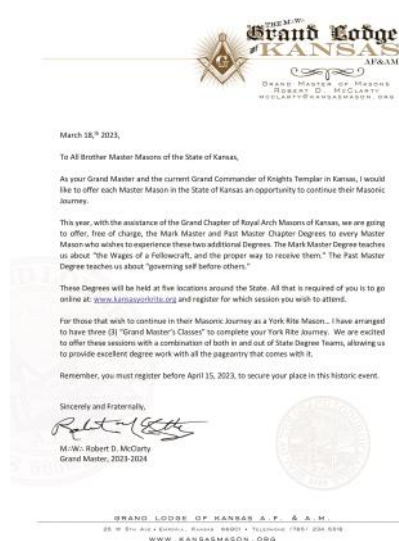 THE M∴W∴
Grand Lodge
of KANSAS
AF&AM
GRAND MASTER OF MASONS
ROBERT D. MCCLARTY
MCCLARTY@KANSASMASON.ORG
March 18,th 2023,
To All Brother Master Masons of the State of Kansas,
As your Grand Master and the current Grand Commander of Knights Templar in Kansas, I would
like to offer each Master Mason in the State of Kansas an opportunity to continue their Masonic
Journey.
This year, with the assistance of the Grand Chapter of Royal Arch Masons of Kansas, we are going
to offer, free of charge, the Mark Master and Past Master Chapter Degrees to every Master
Mason who wishes to experience these two additional Degrees. The Mark Master Degree teaches
us about “the Wages of a Fellowcraft, and the proper way to receive them.” The Past Master
Degree teaches us about “governing self before others.”
These Degrees will be held at five locations around the State. All that is required of you is to go
online at: www.kansasyorkrite.org and register for which session you wish to attend.
For those that wish to continue in their Masonic Journey as a York Rite Mason... I have arranged
to have three (3) “Grand Master’s Classes” to complete your York Rite Journey. We are excited
to offer these sessions with a combination of both in and out of State Degree Teams, allowing us
to provide excellent degree work with all the pageantry that comes with it.
Remember, you must register before April 15, 2023, to secure your place in this historic event.
Sincerely and Fraternally,
M∴W∴ Robert D. McClarty
Grand Master, 2023-2024
GRAND LODGE OF KANSAS A.F. & A.M.
WWW.KANSASMASON.ORG